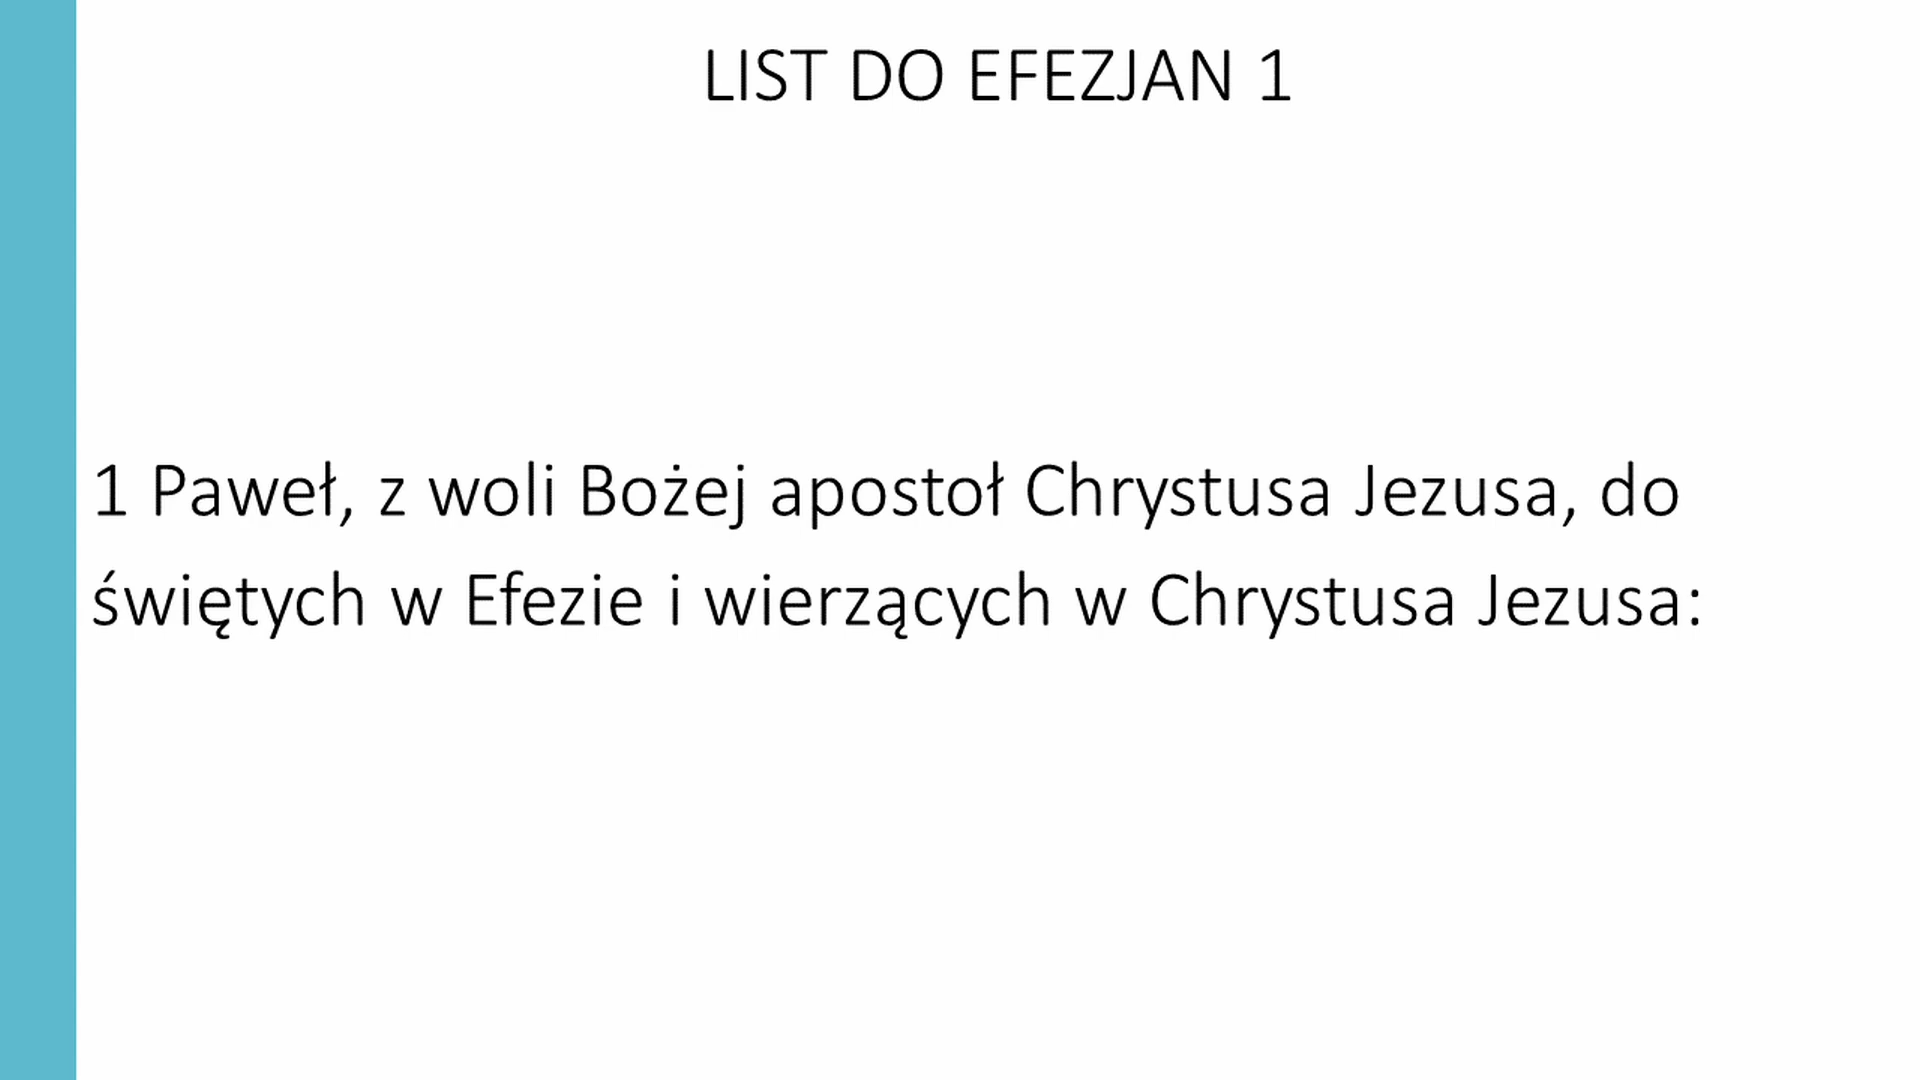 LIST DO EFEZJAN 1
1 Paweł, z woli Bożej apostoł Chrystusa Jezusa, do
świętych w Efezie i wierzących w Chrystusa Jezusa: